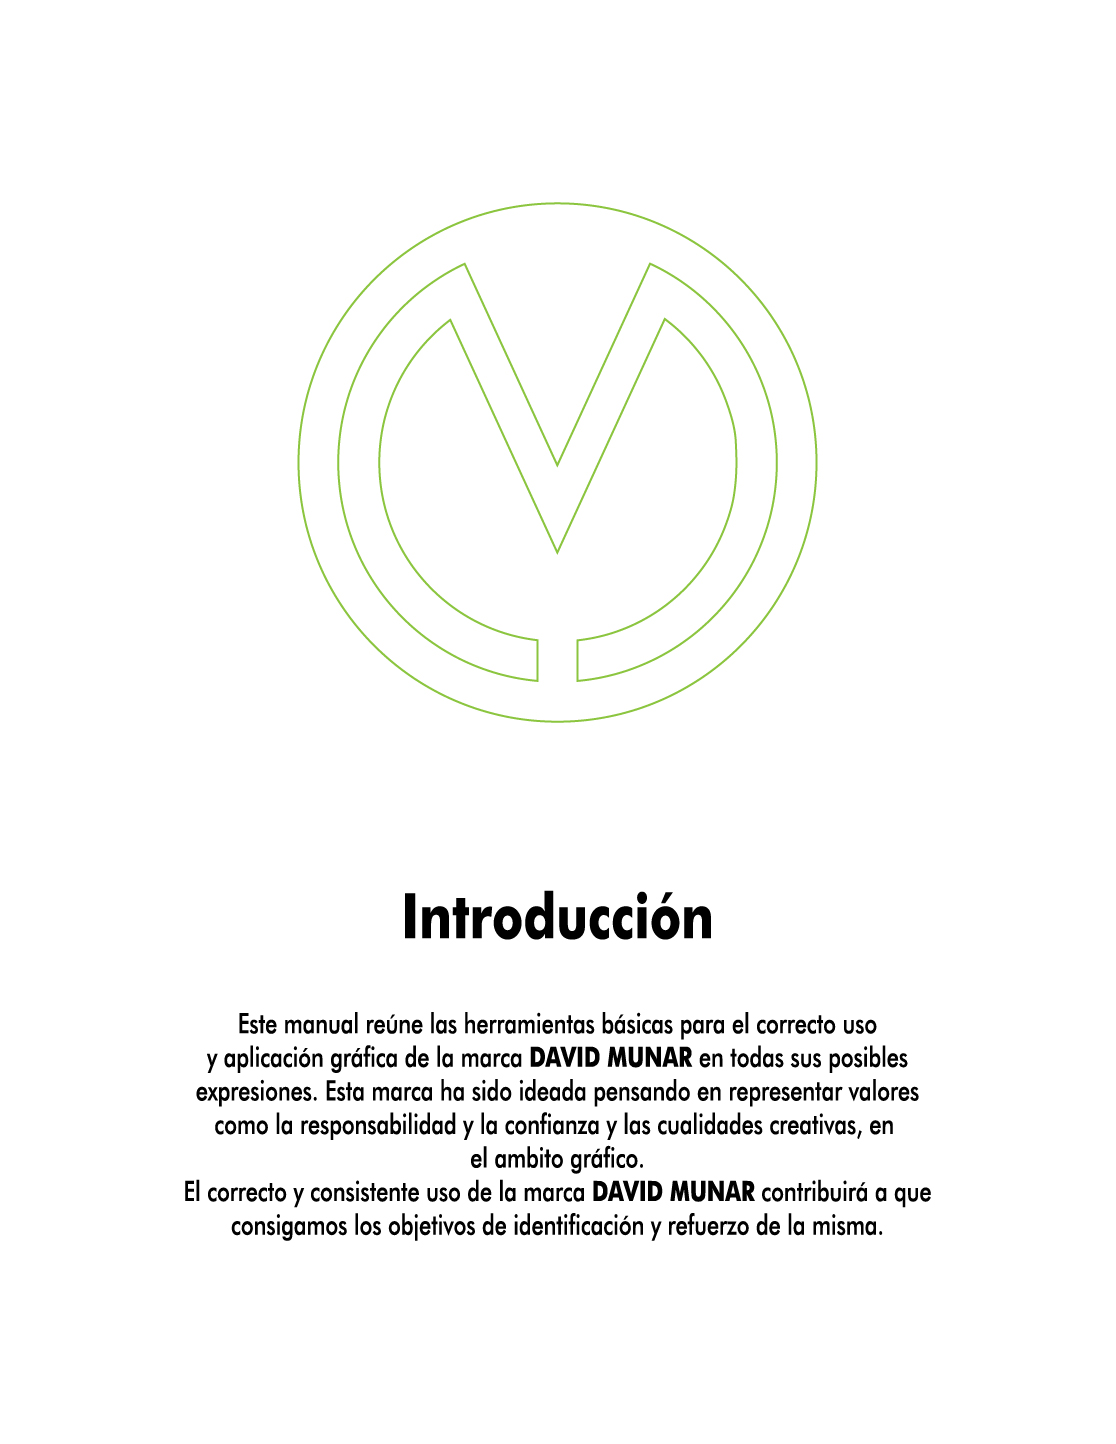 Introducción
Este manual reúne las herramientas básicas para el correcto uso
y aplicación gráfica de la marca DAVID MUNAR en todas sus posibles
expresiones. Esta marca ha sido ideada pensando en representar valores
como la responsabilidad y la confianza y las cualidades creativas, en
el ambito gráfico.
El correcto y consistente uso de la marca DAVID MUNAR contribuirá a que
consigamos los objetivos de identificación y refuerzo de la misma.